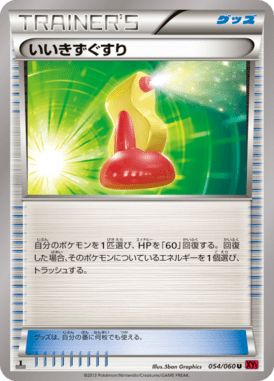 TRAINER'S
グッズ
いいきずぐすり
自分のポケモンを1匹選び、HPを「60」回復する。回復
した場合、そのポケモンについているエネルギーを1個選び、
トラッシュする。
グッズは、自分の番に何枚でも使える。
Illus.5ban Graphics
054/060 U
XY1
©2013 Pokémon/Nintendo/Creatures/GAME FREAK.